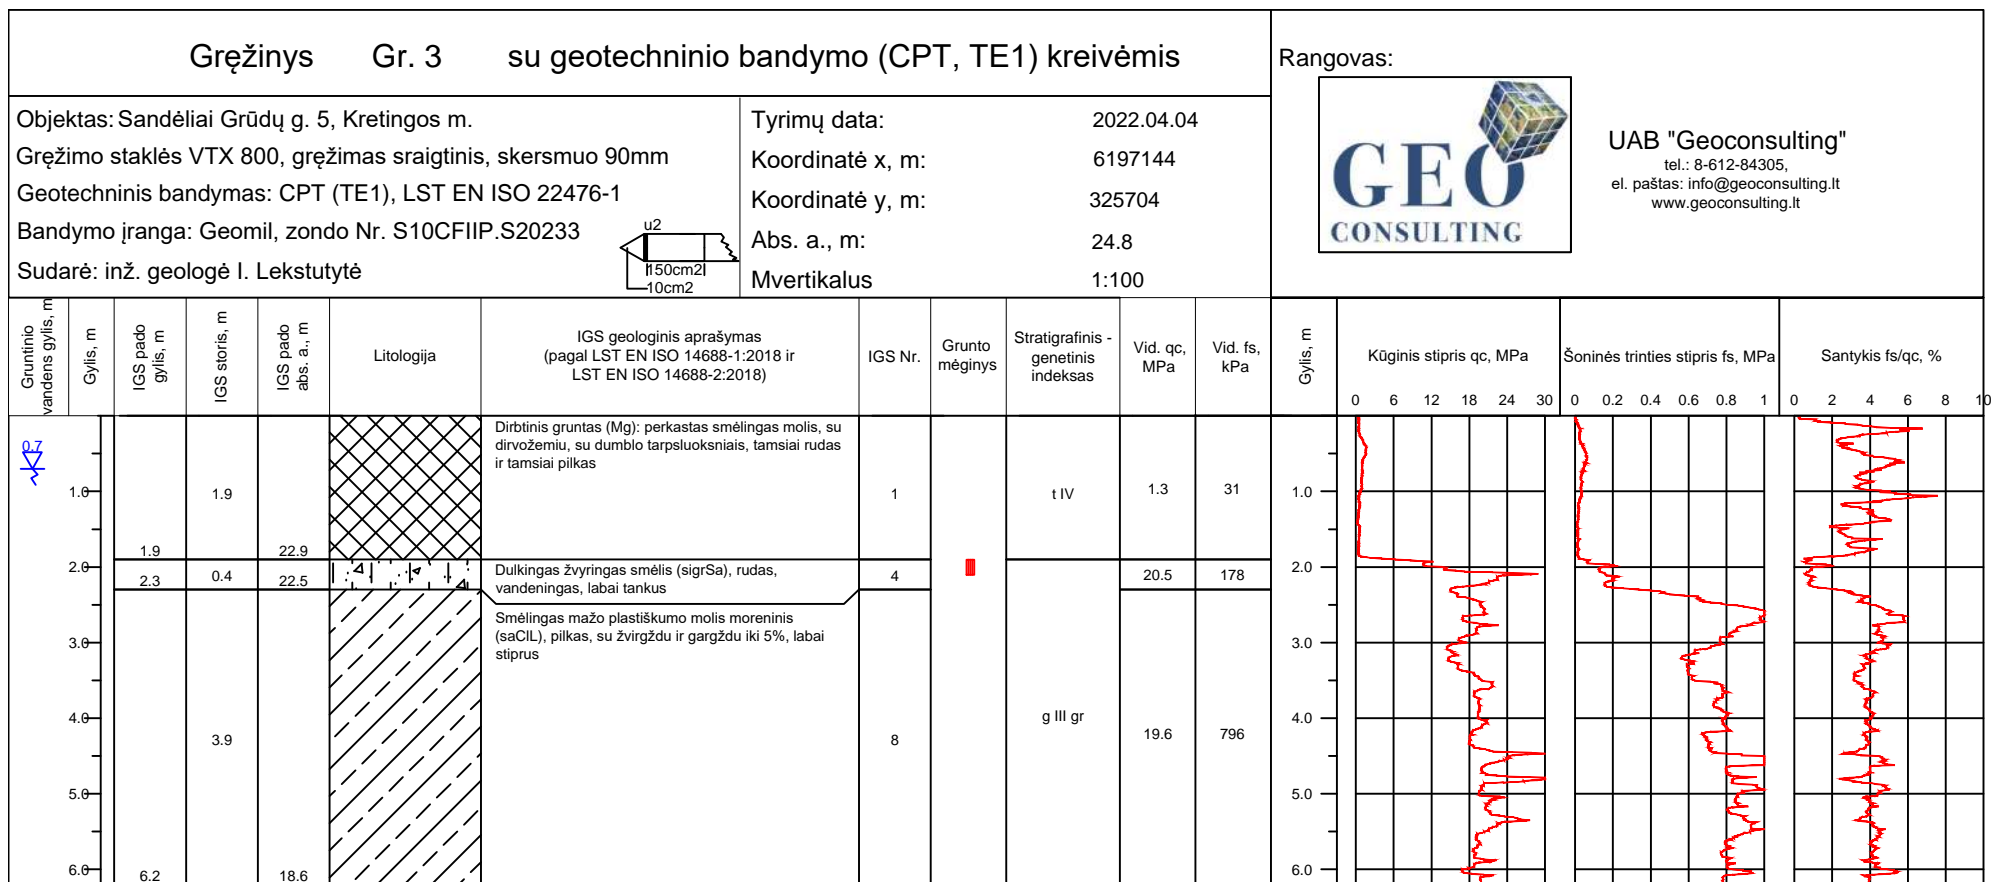 Gręžinys Gr. 3 su geotechninio bandymo (CPT, TE1) kreivėmis
Rangovas:
Objektas: Sandėliai Grūdų g. 5, Kretingos m.
Gręžimo staklės VTX 800, gręžimas sraigtinis, skersmuo 90mm
Geotechninis bandymas: CPT (TE1), LST EN ISO 22476-1
Bandymo įranga: Geomil, zondo Nr. S10CFIIP.S20233
Sudarė: inž. geologė I. Lekstutytė
u2
150cm2
10cm2
Tyrimų data: 2022.04.04
Koordinatė x, m: 6197144
Koordinatė y, m: 325704
Abs. a., m: 24.8
Mvertikalus 1:100
GEO
CONSULTING
UAB "Geoconsulting"
tel.: 8-612-84305,
el. paštas: info@geoconsulting.lt
www.geoconsulting.lt
Gruntinio
vandens gylis, m
Gylis, m
IGS pado
gylis, m
IGS storis, m
IGS pado
abs. a., m
Litologija
IGS geologinis aprašymas
(pagal LST EN ISO 14688-1:2018 ir
LST EN ISO 14688-2:2018)
IGS Nr.
Grunto
mėginys
Stratigrafinis -
genetinis
indeksas
Vid. qc,
MPa
Vid. fs,
kPa
Gylis, m
Kūginis stipris qc, MPa
0 6 12 18 24 30
Šoninės trinties stipris fs, MPa
0 0.2 0.4 0.6 0.8 1
Santykis fs/qc, %
0 2 4 6 8 10
0.7
Dirbtinis gruntas (Mg): perkastas smėlingas molis, su
dirvožemiu, su dumblo tarpsluoksniais, tamsiai rudas
ir tamsiai pilkas
1.0 1.9 1 t IV 1.3 31 1.0
1.9 22.9
2.0 2.0
2.3 0.4 22.5
Dulkingas žvyringas smėlis (sigrSa), rudas,
vandeningas, labai tankus
4 20.5 178
Smėlingas mažo plastiškumo molis moreninis
(saClL), pilkas, su žvirgždu ir gargždu iki 5%, labai
stiprus
3.0 3.0
4.0 g III gr 4.0
3.9 8 19.6 796
5.0 5.0
6.0 6.0
6.2 18.6